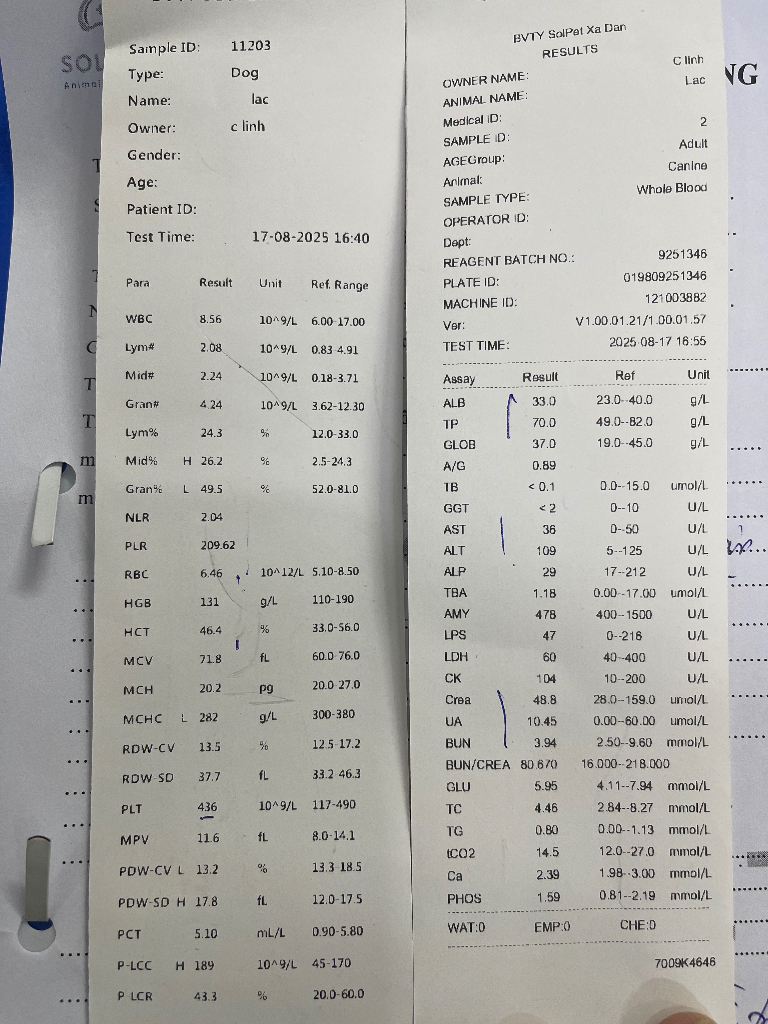 SOL
Animal
Sample ID: 11203
Type: Dog
Name: lac
Owner: c linh
Gender:
Age:
Patient ID:
Test Time: 17-08-2025 16:40
Para Result Unit Ref. Range
WBC 8.56 10^9/L 6.00-17.00
Lym# 2.08 10^9/L 0.83-4.91
Mid# 2.24 10^9/L 0.18-3.71
Gran# 4.24 10^9/L 3.62-12.30
Lym% 24.3 % 12.0-33.0
Mid% H 26.2 % 2.5-24.3
Gran% L 49.5 % 52.0-81.0
NLR 2.04
PLR 209.62
RBC 6.46 10^12/L 5.10-8.50
HGB 131 g/L 110-190
HCT 46.4 % 33.0-56.0
MCV 71.8 fL 60.0-76.0
MCH 20.2 pg 20.0-27.0
MCHC L 282 g/L 300-380
RDW-CV 13.5 % 12.5-17.2
RDW-SD 37.7 fL 33.2-46.3
PLT 436 10^9/L 117-490
MPV 11.6 fL 8.0-14.1
PDW-CV L 13.2 % 13.3-18.5
PDW-SD H 17.8 fL 12.0-17.5
PCT 5.10 mL/L 0.90-5.80
P-LCC H 189 10^9/L 45-170
P-LCR 43.3 % 20.0-60.0
BVTY SolPet Xa Dan
RESULTS
OWNER NAME: C linh
ANIMAL NAME: Lac
Medical ID:
SAMPLE ID: 2
AGEGroup: Adult
Animal: Canine
SAMPLE TYPE: Whole Blood
OPERATOR ID:
Dept:
REAGENT BATCH NO.: 9251346
PLATE ID: 019809251346
MACHINE ID: 121003882
Ver: V1.00.01.21/1.00.01.57
TEST TIME: 2025-08-17 16:55
Assay Result Ref Unit
ALB 33.0 23.0--40.0 g/L
TP 70.0 49.0--82.0 g/L
GLOB 37.0 19.0--45.0 g/L
A/G 0.89
TB < 0.1 0.0--15.0 umol/L
GGT < 2 0--10 U/L
AST 36 0--50 U/L
ALT 109 5--125 U/L
ALP 29 17--212 U/L
TBA 1.18 0.00--17.00 umol/L
AMY 478 400--1500 U/L
LPS 47 0--216 U/L
LDH 60 40--400 U/L
CK 104 10--200 U/L
Crea 48.8 28.0--159.0 umol/L
UA 10.45 0.00--60.00 umol/L
BUN 3.94 2.50--9.60 mmol/L
BUN/CREA 80.670 16.000--218.000
GLU 5.95 4.11--7.94 mmol/L
TC 4.46 2.84--8.27 mmol/L
TG 0.80 0.00--1.13 mmol/L
tCO2 14.5 12.0--27.0 mmol/L
Ca 2.39 1.98--3.00 mmol/L
PHOS 1.59 0.81--2.19 mmol/L
WAT:0 EMP:0 CHE:0
7009K4646
NG